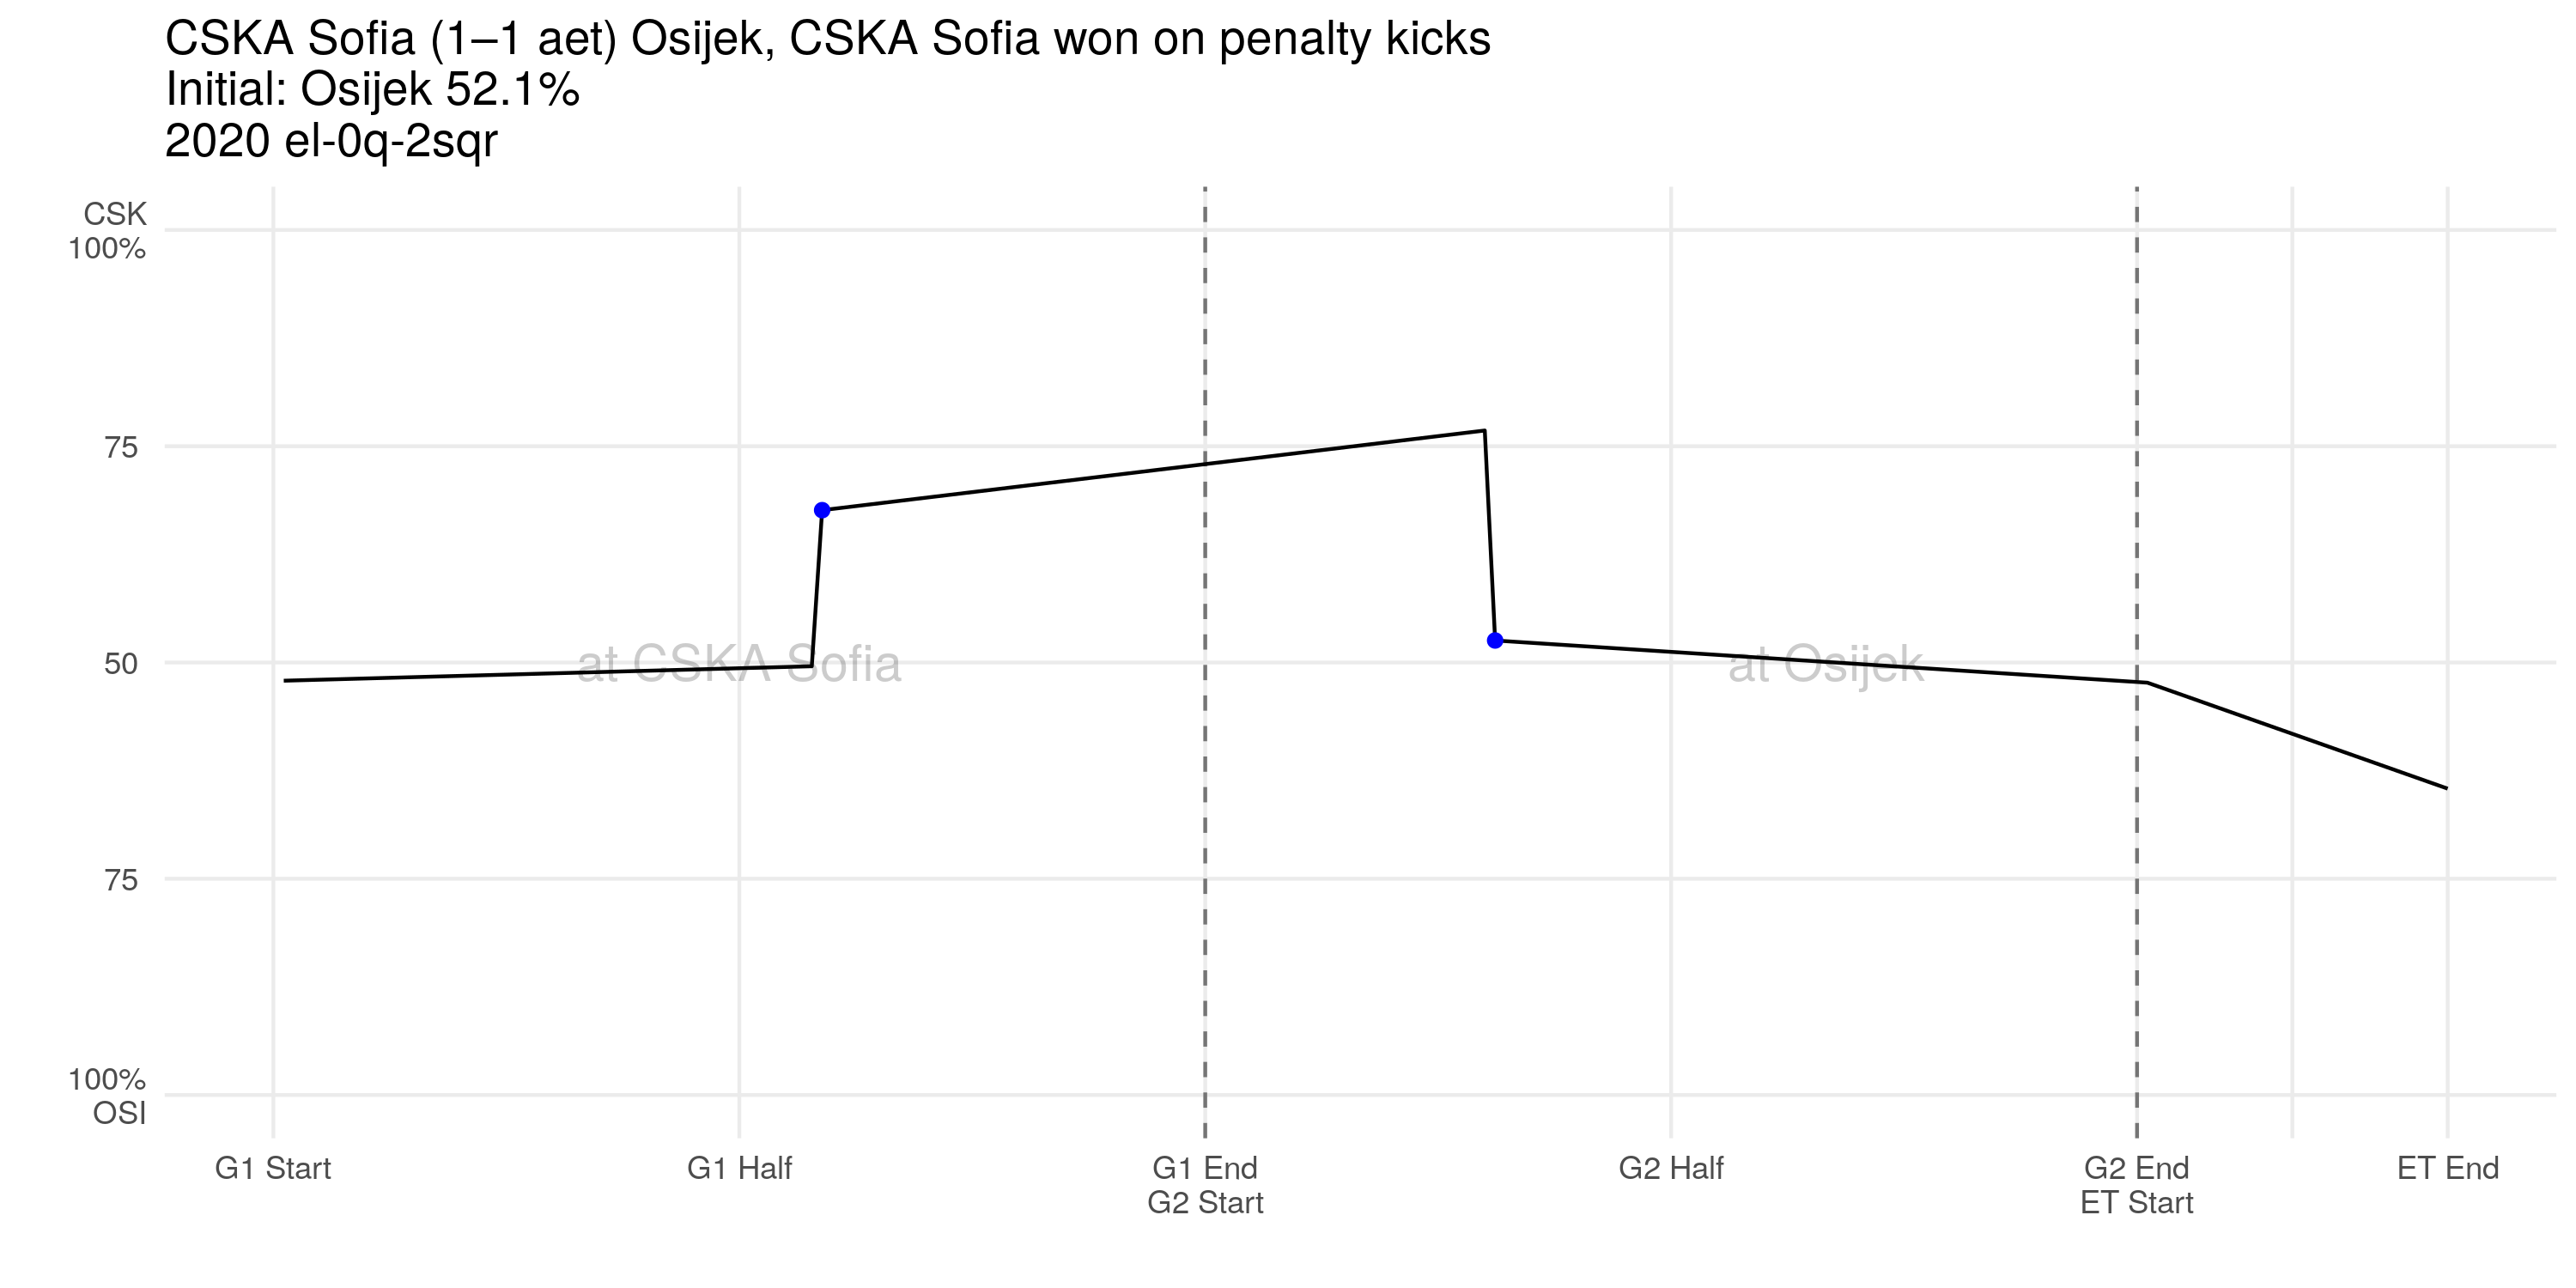 CSKA Sofia (1–1 aet) Osijek, CSKA Sofia won on penalty kicks
Initial: Osijek 52.1%
2020 el-0q-2sqr
CSK
100%
75
50
75
100%
OSI
at CSKA Sofia
at Osijek
G1 Start
G1 Half
G1 End
G2 Start
G2 Half
G2 End
ET Start
ET End